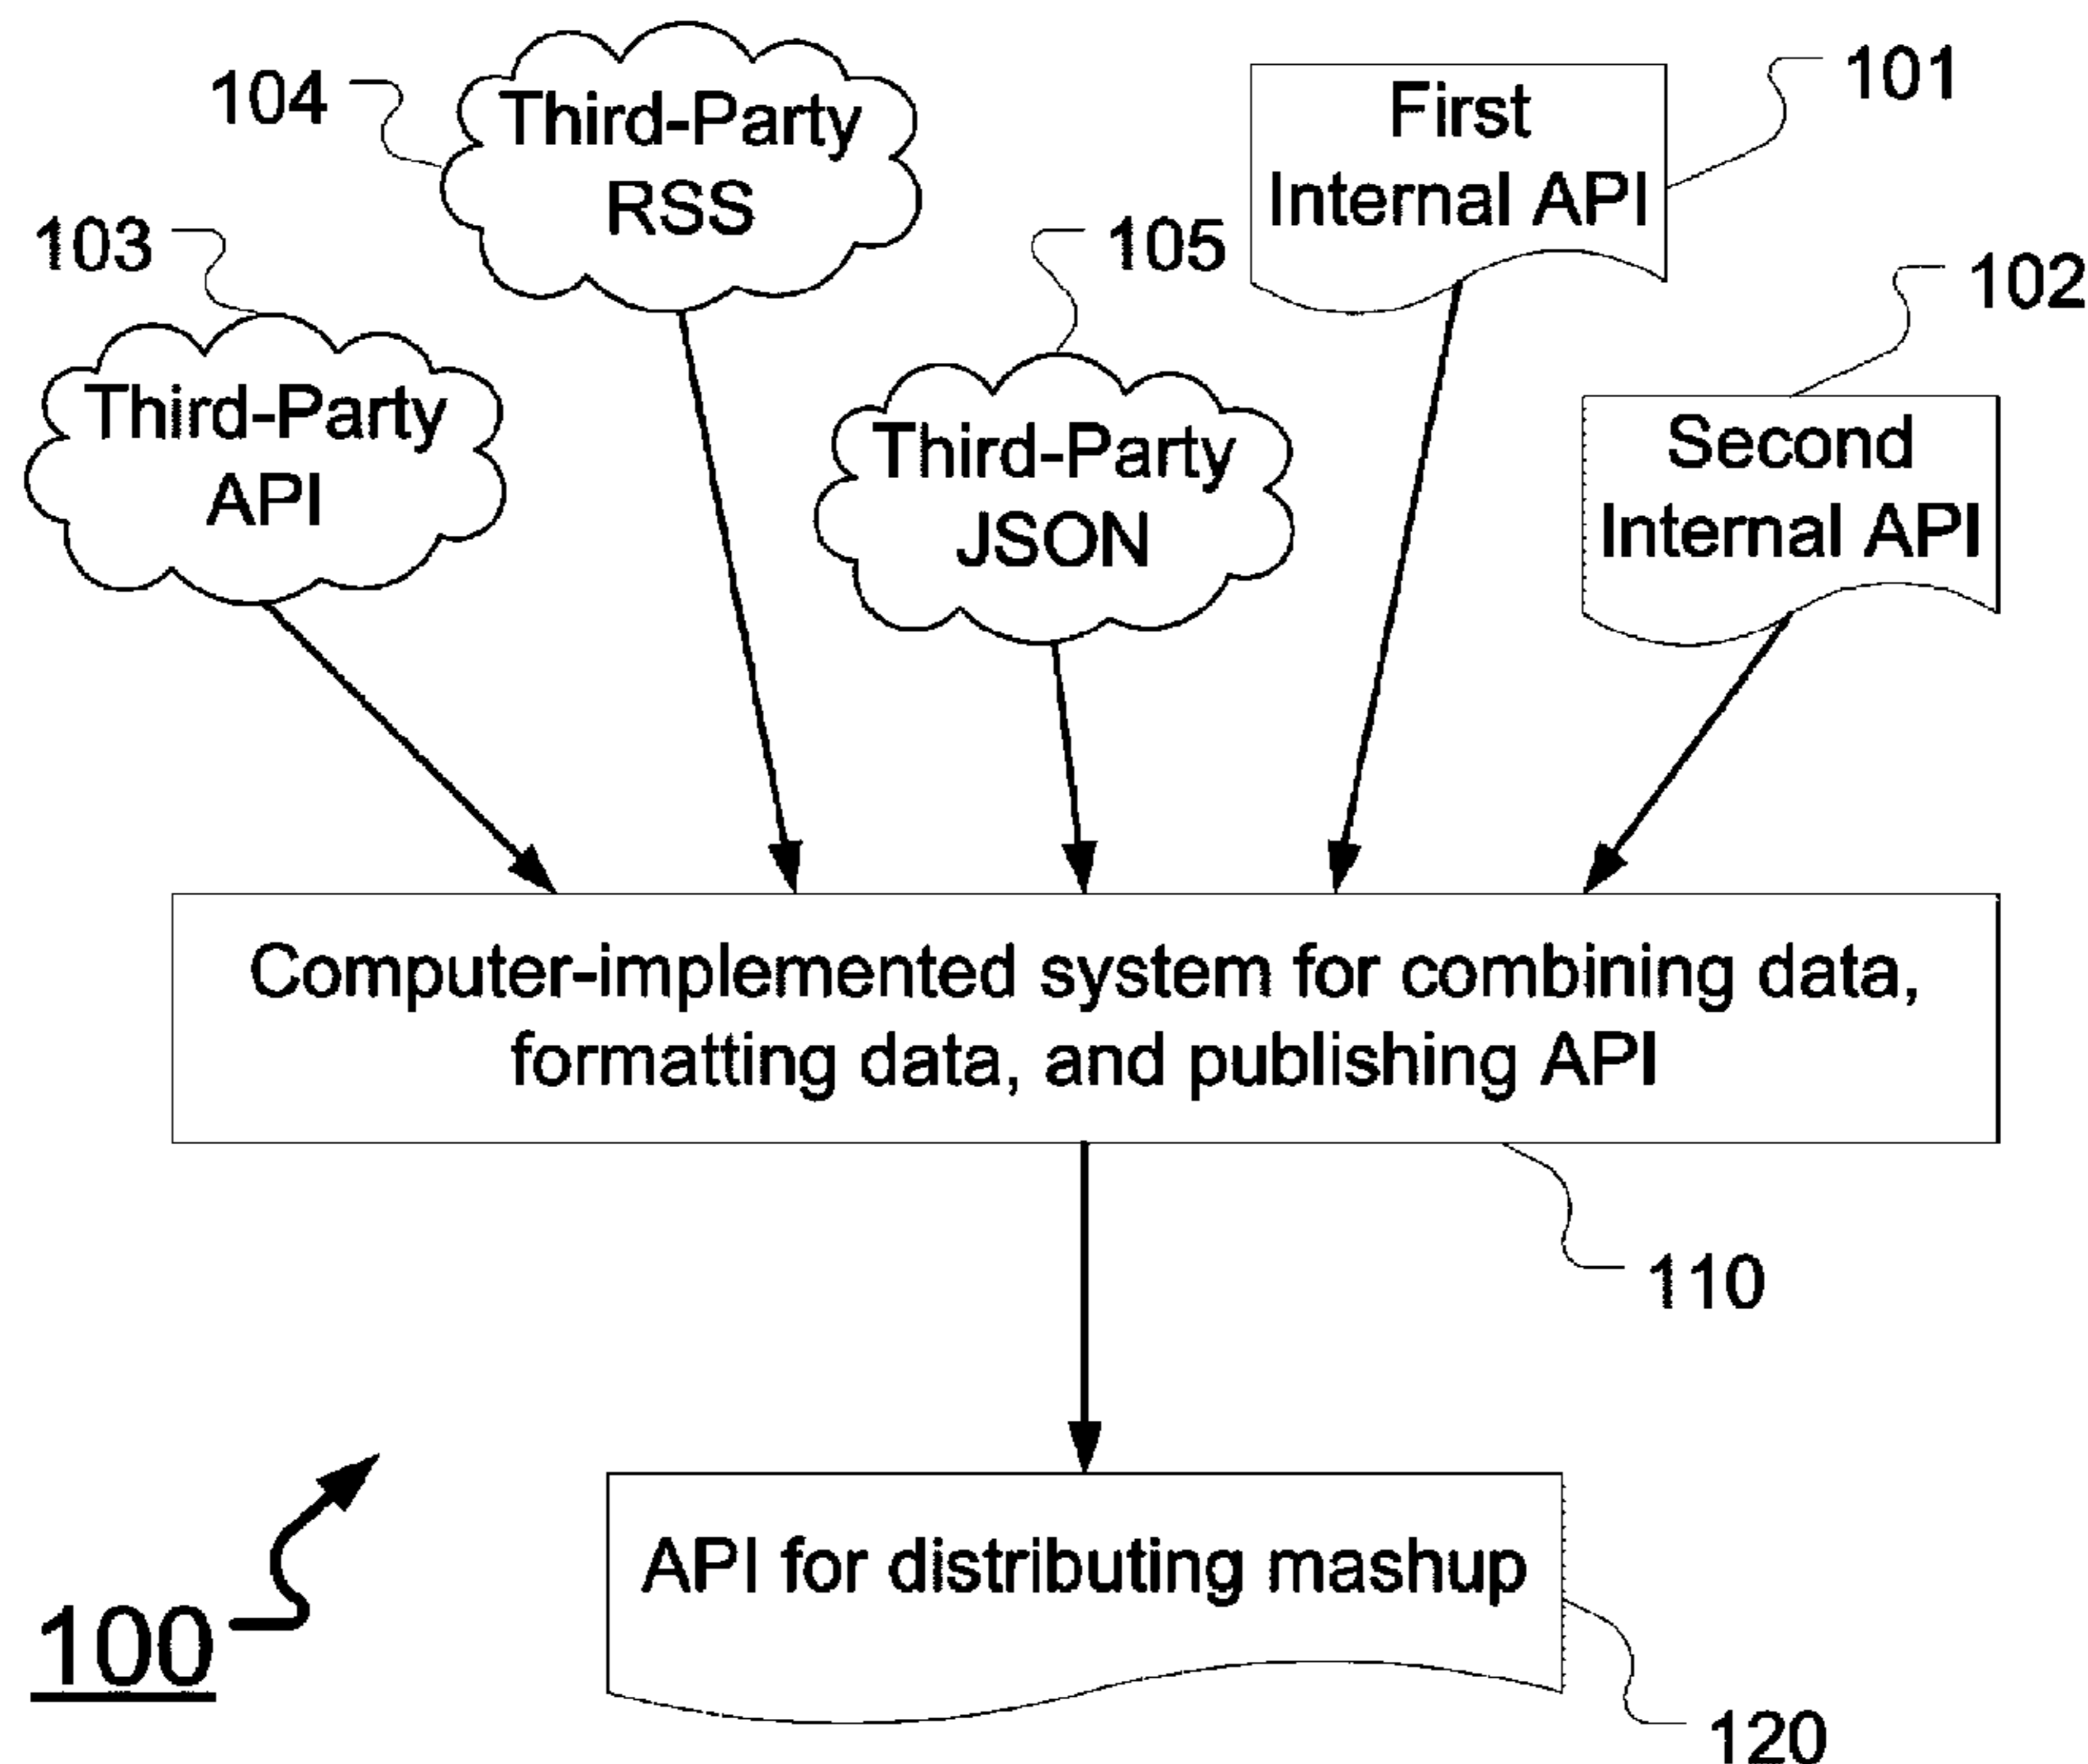 104
Third-Party
RSS
First
Internal API
101
103
Third-Party
API
105
Third-Party
JSON
102
Second
Internal API
Computer-implemented system for combining data,
formatting data, and publishing API
110
API for distributing mashup
100
120